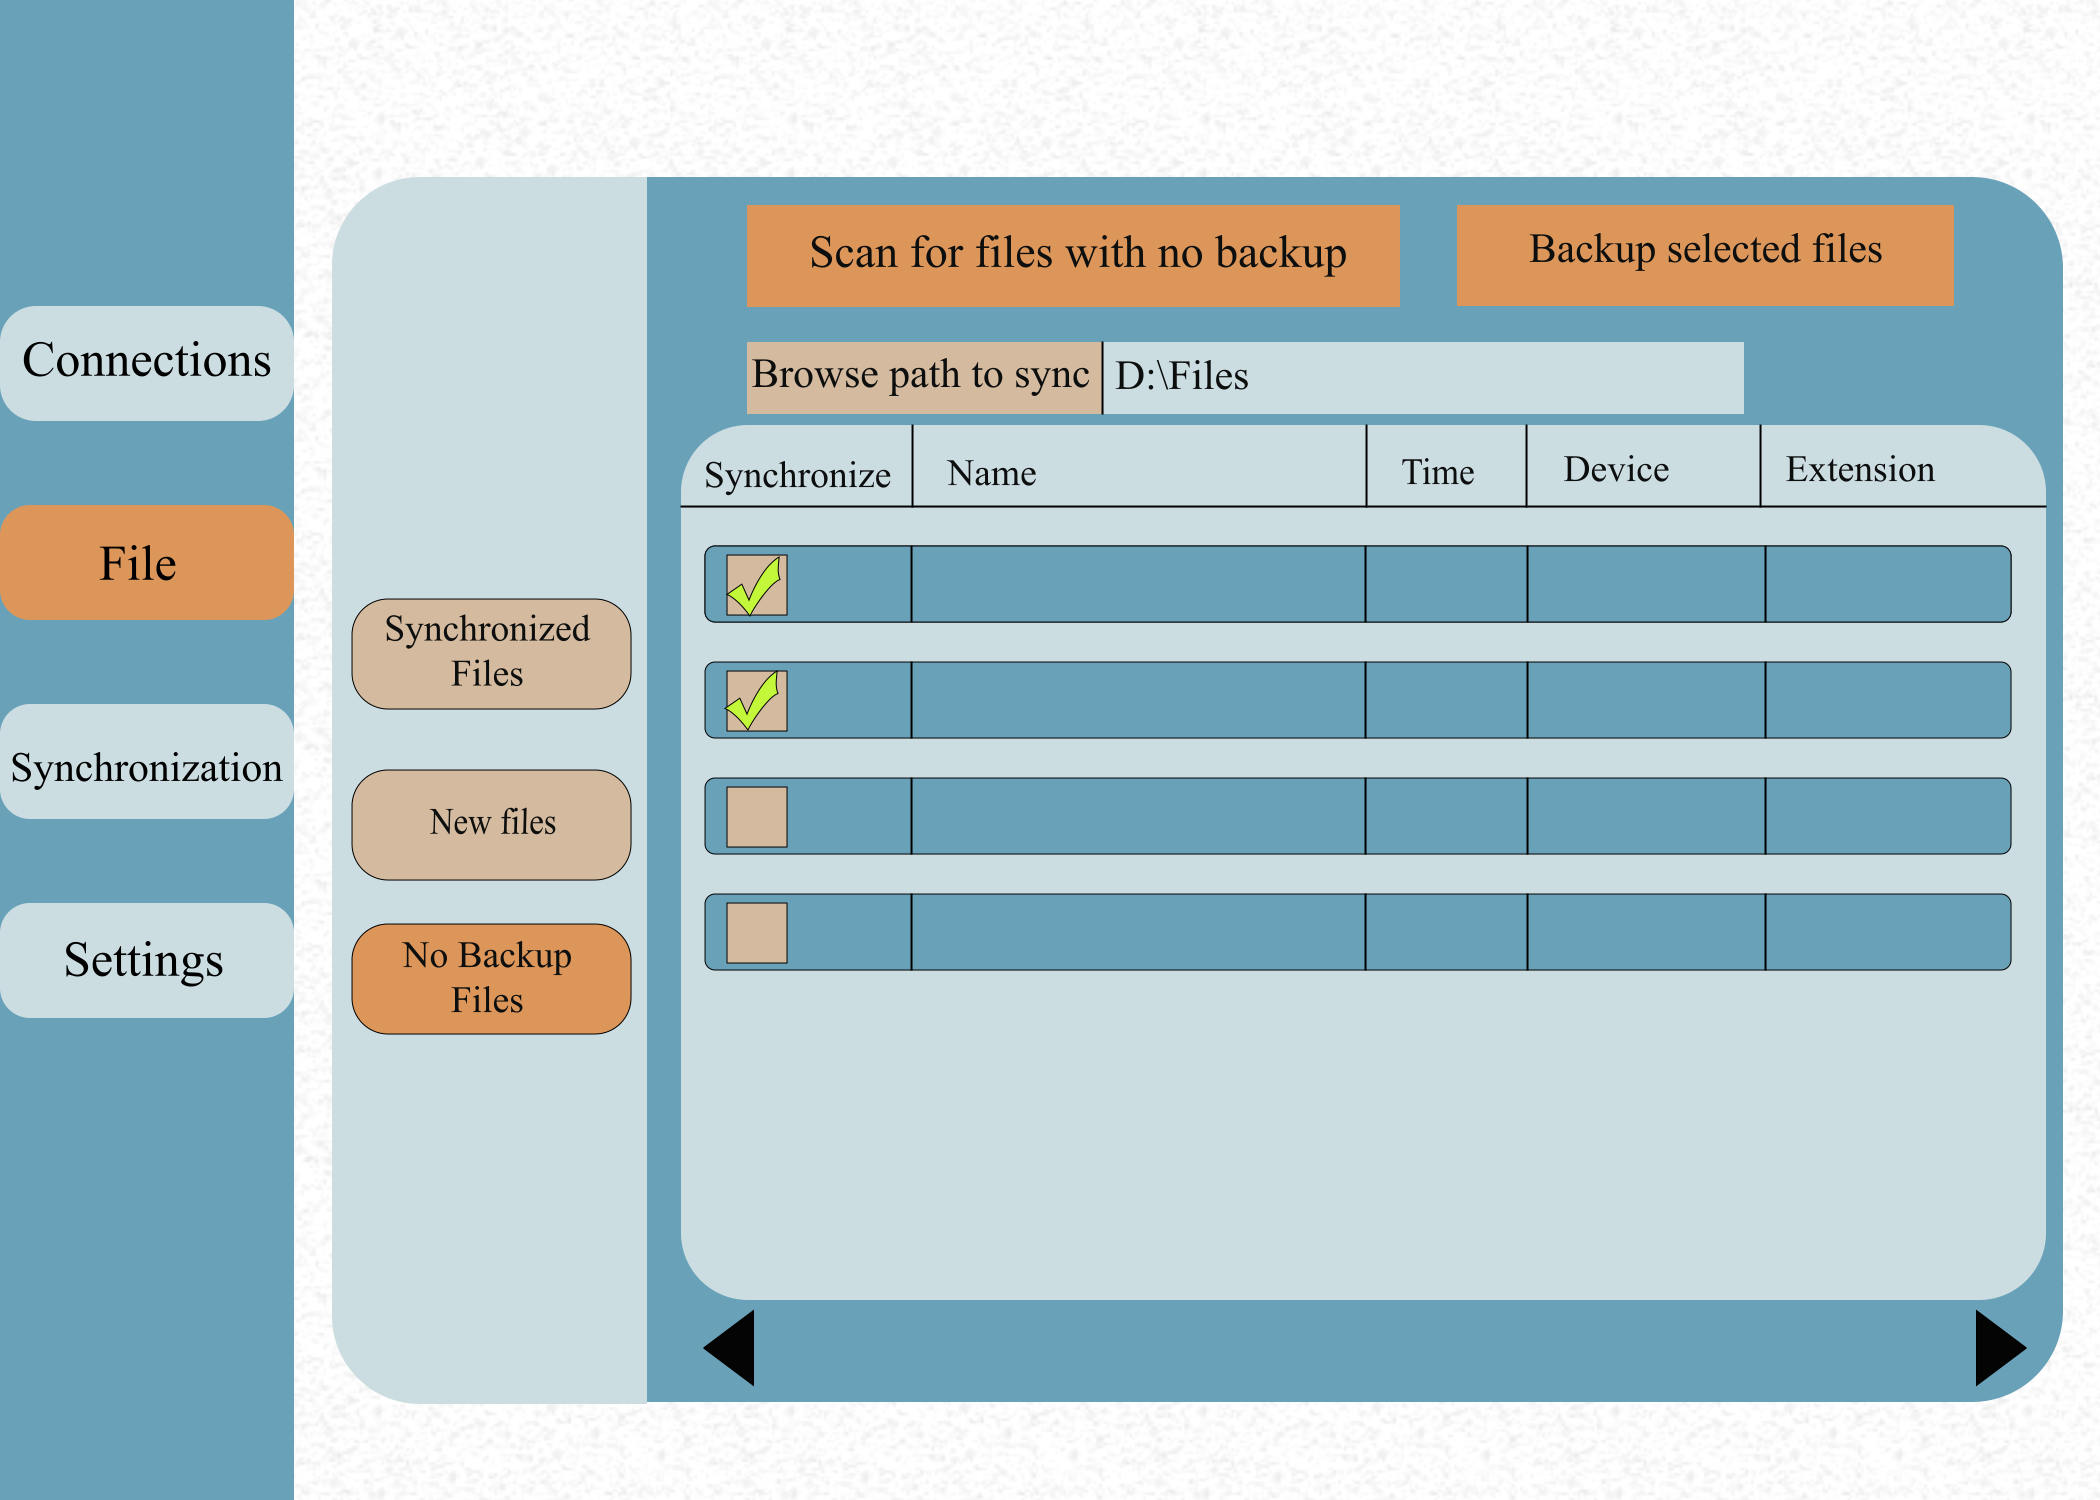 Connections
File
Synchronization
Settings
Synchronized
Files
New files
No Backup
Files
Scan for files with no backup
Backup selected files
Browse path to sync
D:\Files
Synchronize
Name
Time
Device
Extension